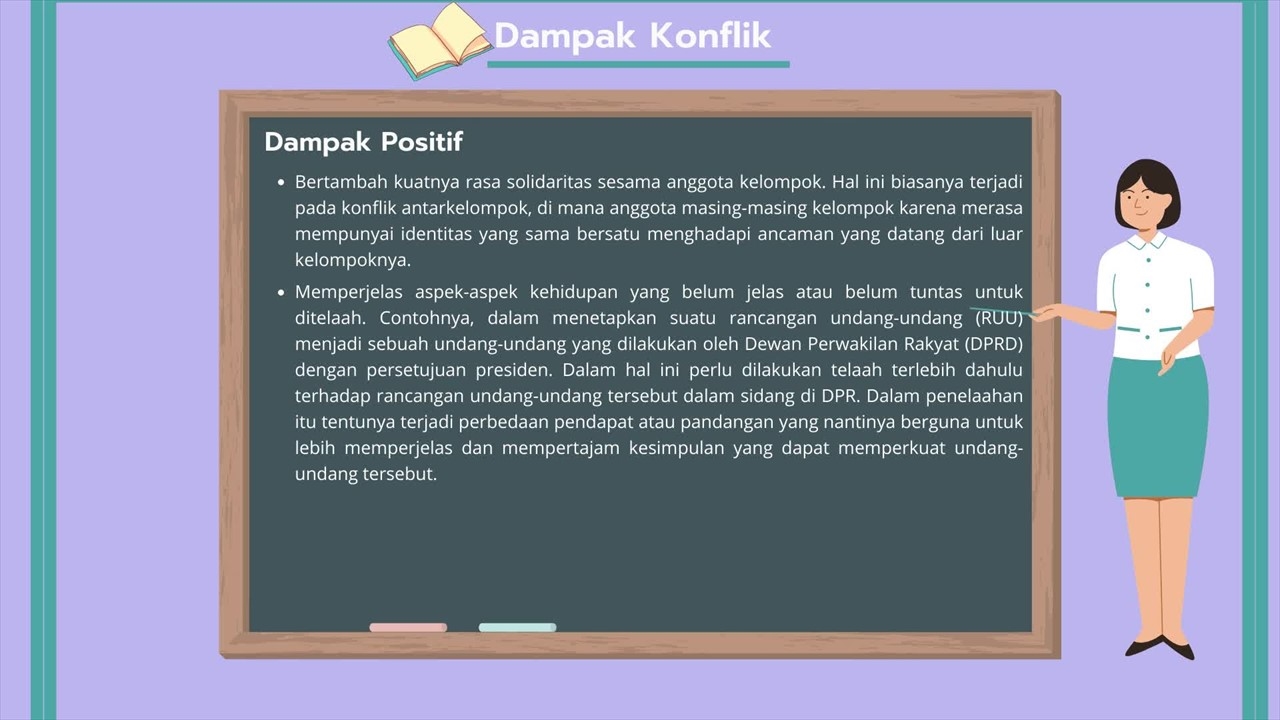 Dampak Konflik
Dampak Positif
• Bertambah kuatnya rasa solidaritas sesama anggota kelompok. Hal ini biasanya terjadi
pada konflik antarkelompok, di mana anggota masing-masing kelompok karena merasa
mempunyai identitas yang sama bersatu menghadapi ancaman yang datang dari luar
kelompoknya.
• Memperjelas aspek-aspek kehidupan yang belum jelas atau belum tuntas untuk
ditelaah. Contohnya, dalam menetapkan suatu rancangan undang-undang (RUU)
menjadi sebuah undang-undang yang dilakukan oleh Dewan Perwakilan Rakyat (DPRD)
dengan persetujuan presiden. Dalam hal ini perlu dilakukan telaah terlebih dahulu
terhadap rancangan undang-undang tersebut dalam sidang di DPR. Dalam penelaahan
itu tentunya terjadi perbedaan pendapat atau pandangan yang nantinya berguna untuk
lebih memperjelas dan mempertajam kesimpulan yang dapat memperkuat undang-
undang tersebut.